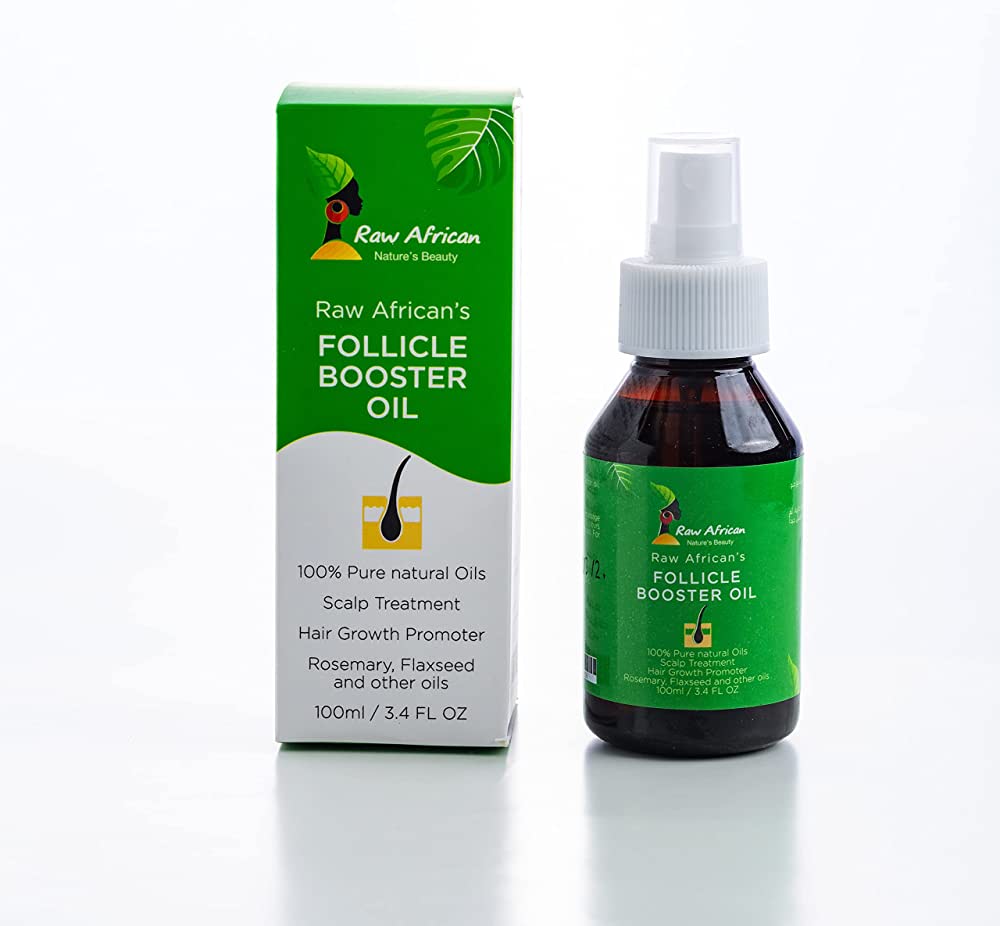 Raw African
Nature's Beauty
Raw African's
FOLLICLE
BOOSTER
OIL
100% Pure natural Oils
Scalp Treatment
Hair Growth Promoter
Rosemary, Flaxseed
and other oils
100ml / 3.4 FL OZ
Raw African
Nature's Beauty
Raw African's
FOLLICLE
BOOSTER OIL
100% Pure natural Oils
Scalp Treatment
Hair Growth Promoter
Rosemary, Flaxseed and other oils
100ml / 3.4 FL OZ